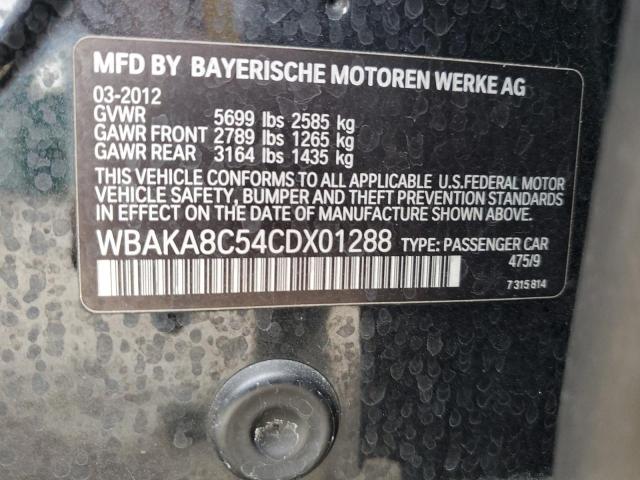 MFD BY BAYERISCHE MOTOREN WERKE AG
03-2012
GVWR 5699 lbs 2585 kg
GAWR FRONT 2789 lbs 1265 kg
GAWR REAR 3164 lbs 1435 kg
THIS VEHICLE CONFORMS TO ALL APPLICABLE U.S.FEDERAL MOTOR
VEHICLE SAFETY, BUMPER AND THEFT PREVENTION STANDARDS
IN EFFECT ON THE DATE OF MANUFACTURE SHOWN ABOVE.
WBAKA8C54CDX01288 TYPE: PASSENGER CAR
475/9
7 315 814